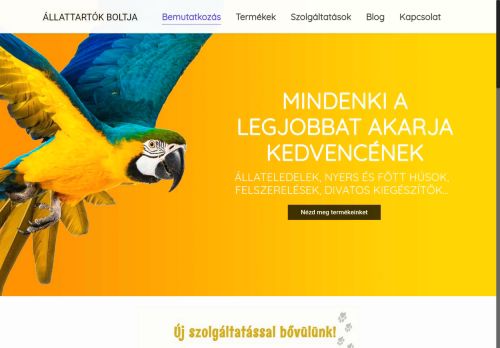 ÁLLATTARTÓK BOLTJA
Bemutatkozás Termékek Szolgáltatások Blog Kapcsolat
MINDENKI A
LEGJOBBAT AKARJA
KEDVENCÉNEK
ÁLLATELEDELEK, NYERS ÉS FŐTT HÚSOK,
FELSZERELÉSEK, DIVATOS KIEGÉSZÍTŐK...
Nézd meg termékeinket
Új szolgáltatással bővülünk!